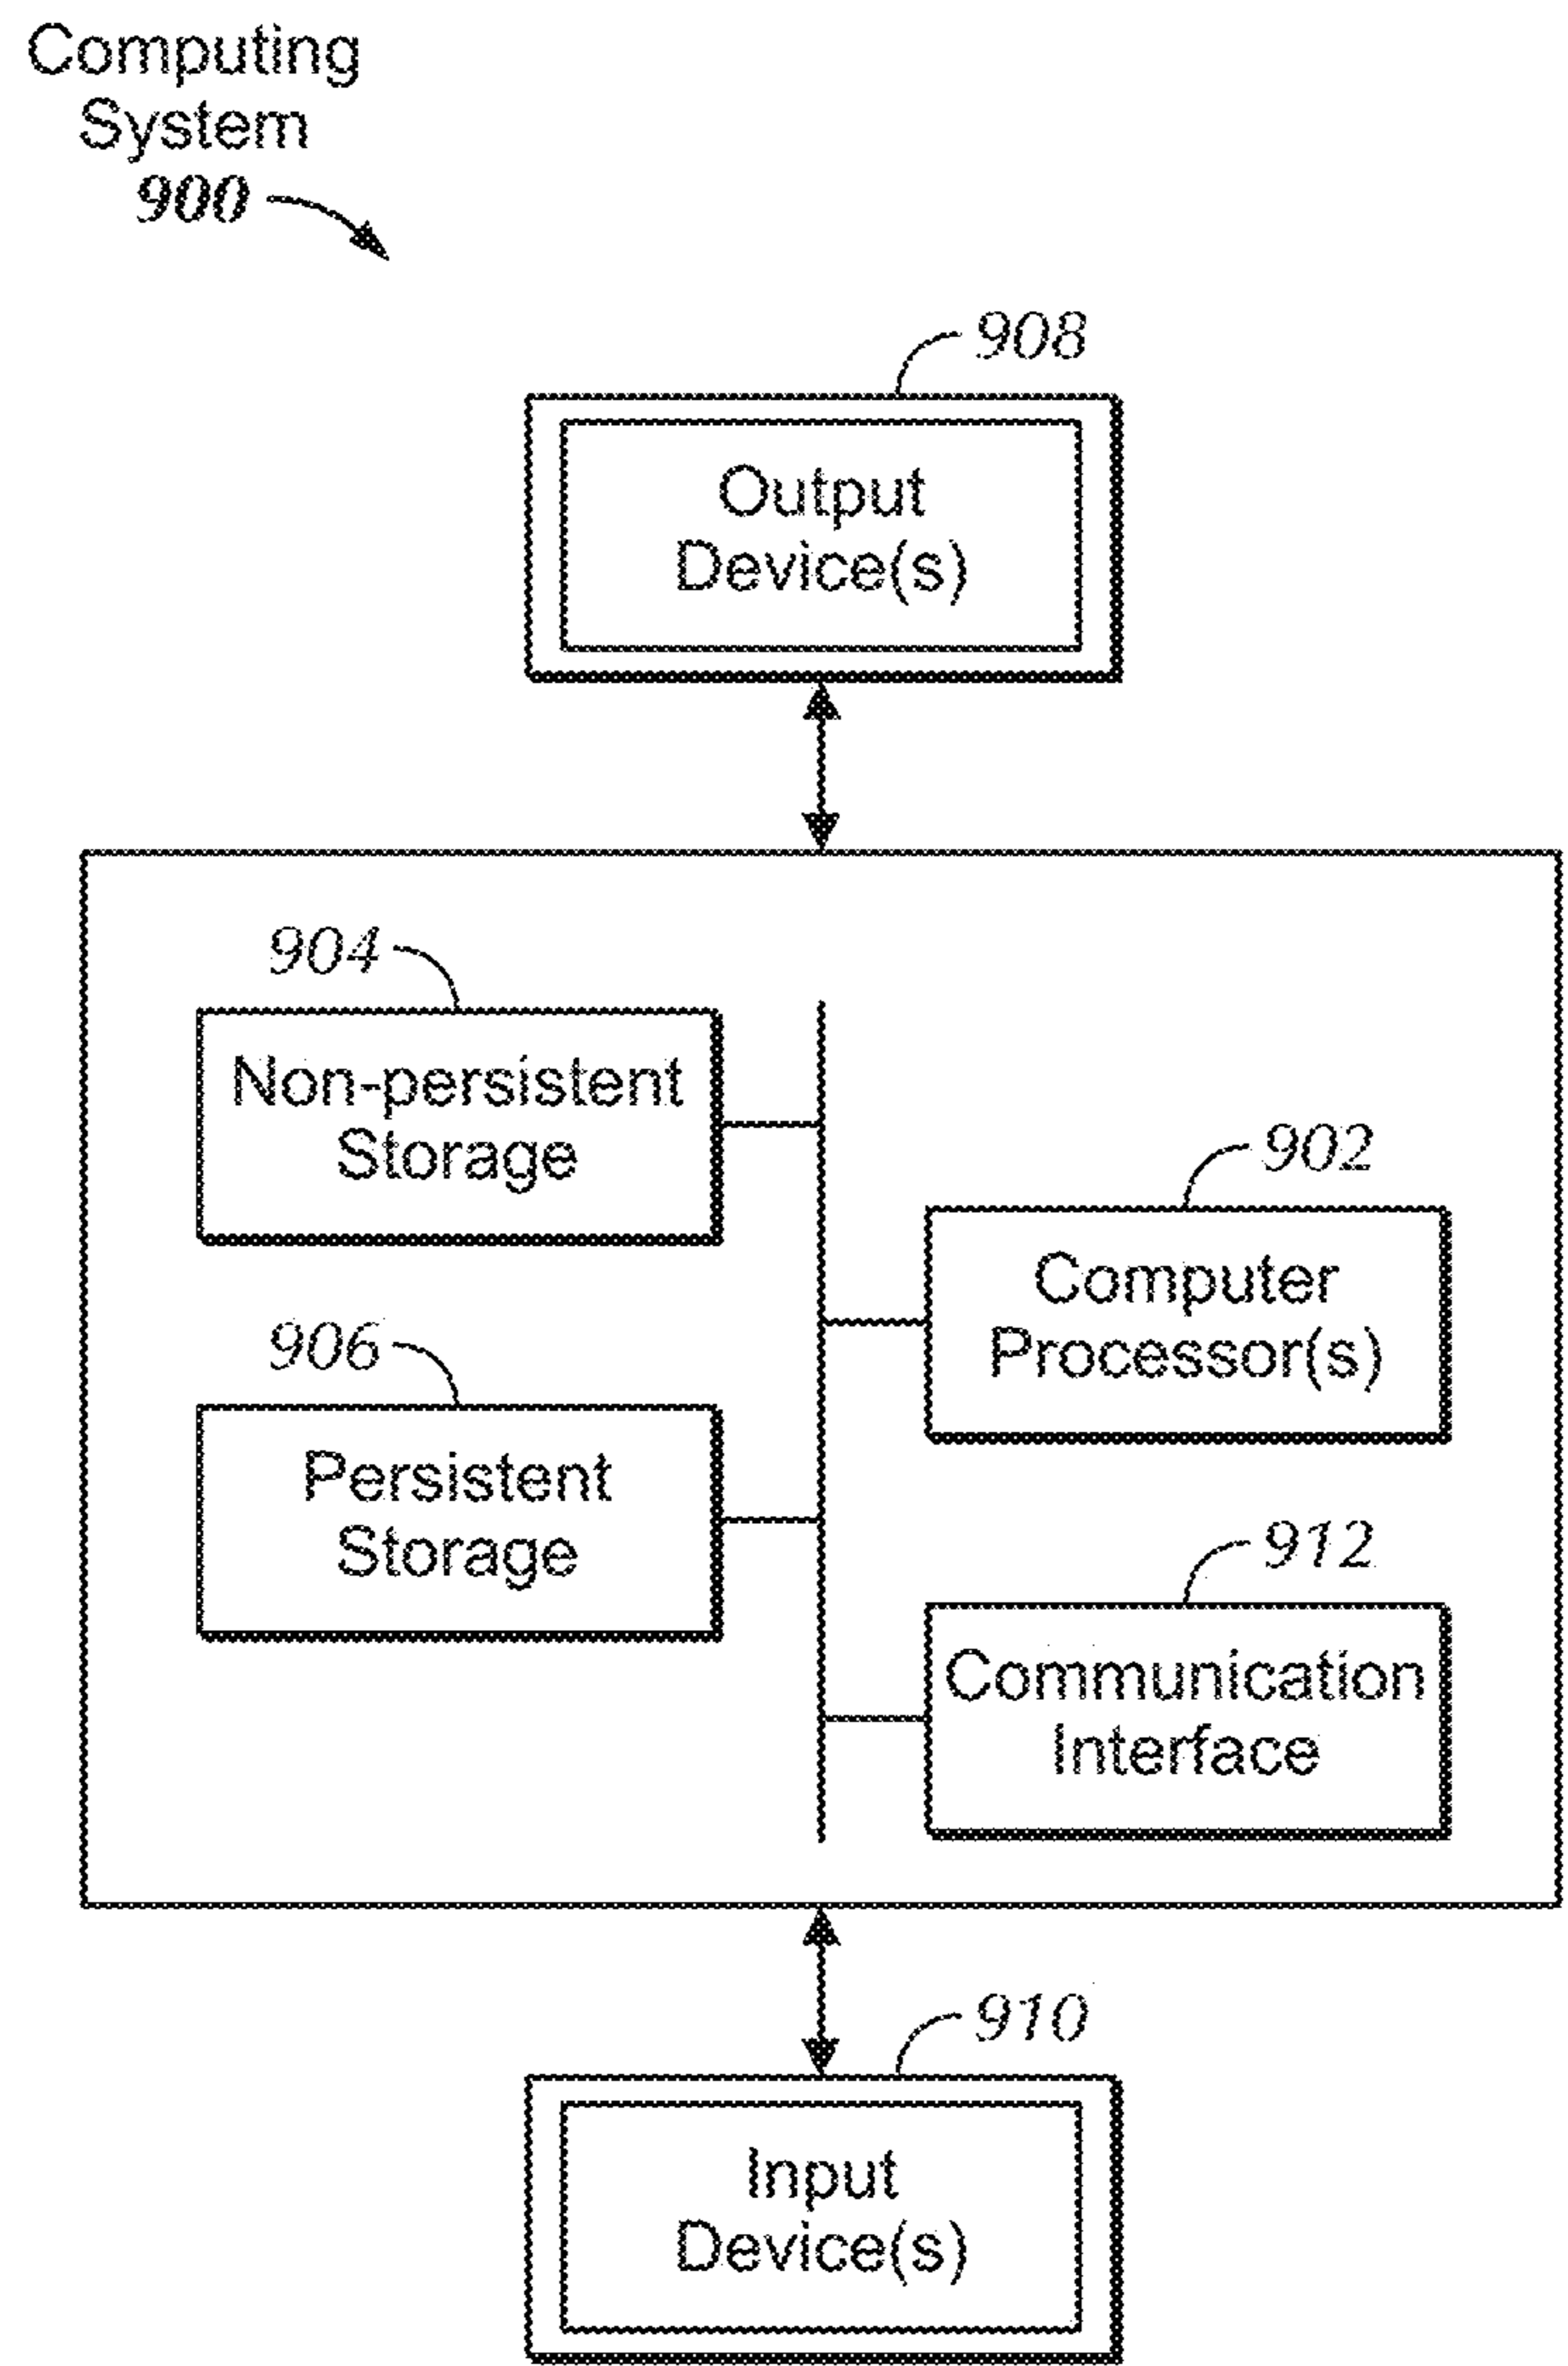 Computing
System
900
908
Output
Device(s)
904
Non-persistent
Storage
902
Computer
Processor(s)
906
Persistent
Storage
912
Communication
Interface
910
Input
Device(s)